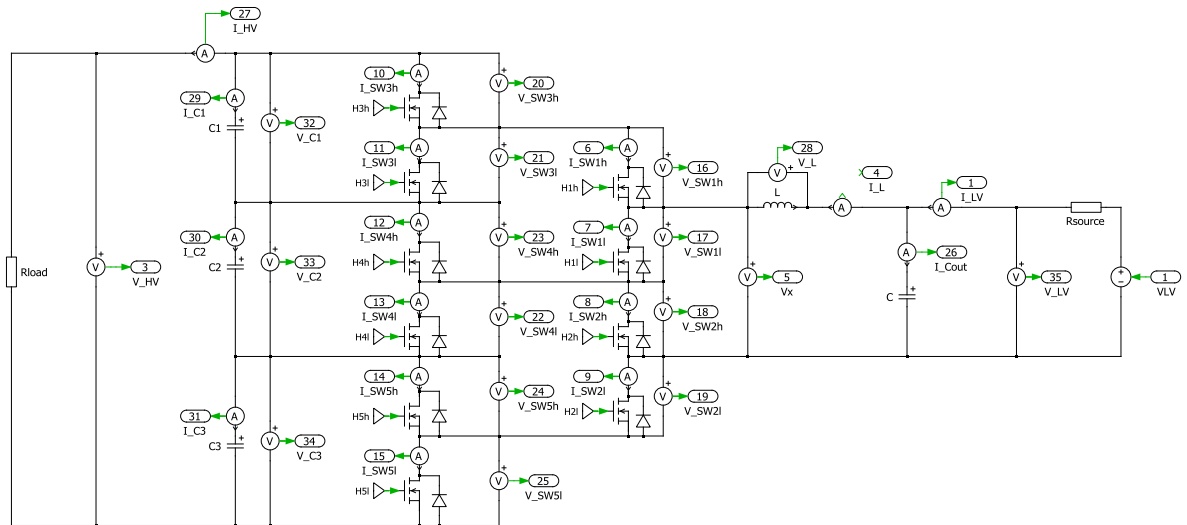 27
I_HV
A
10
A
I_SW3h
H3h
V
20
V_SW3h
29
A
I_C1
C1
V
32
V_C1
11
A
I_SW3l
H3l
V
21
V_SW3l
6
A
I_SW1h
H1h
V
16
V_SW1h
28
V_L
V
L
4
I_L
A
1
I_LV
A
Rsource
12
A
I_SW4h
H4h
V
23
V_SW4h
7
A
I_SW1l
H1l
V
17
V_SW1l
30
A
I_C2
C2
V
33
V_C2
Rload
V
3
V_HV
V
5
Vx
A
26
I_Cout
C
V
35
V_LV
1
VLV
13
A
I_SW4l
H4l
V
22
V_SW4l
8
A
I_SW2h
H2h
V
18
V_SW2h
14
A
I_SW5h
H5h
V
24
V_SW5h
9
A
I_SW2l
H2l
V
19
V_SW2l
31
A
I_C3
C3
V
34
V_C3
15
A
I_SW5l
H5l
V
25
V_SW5l